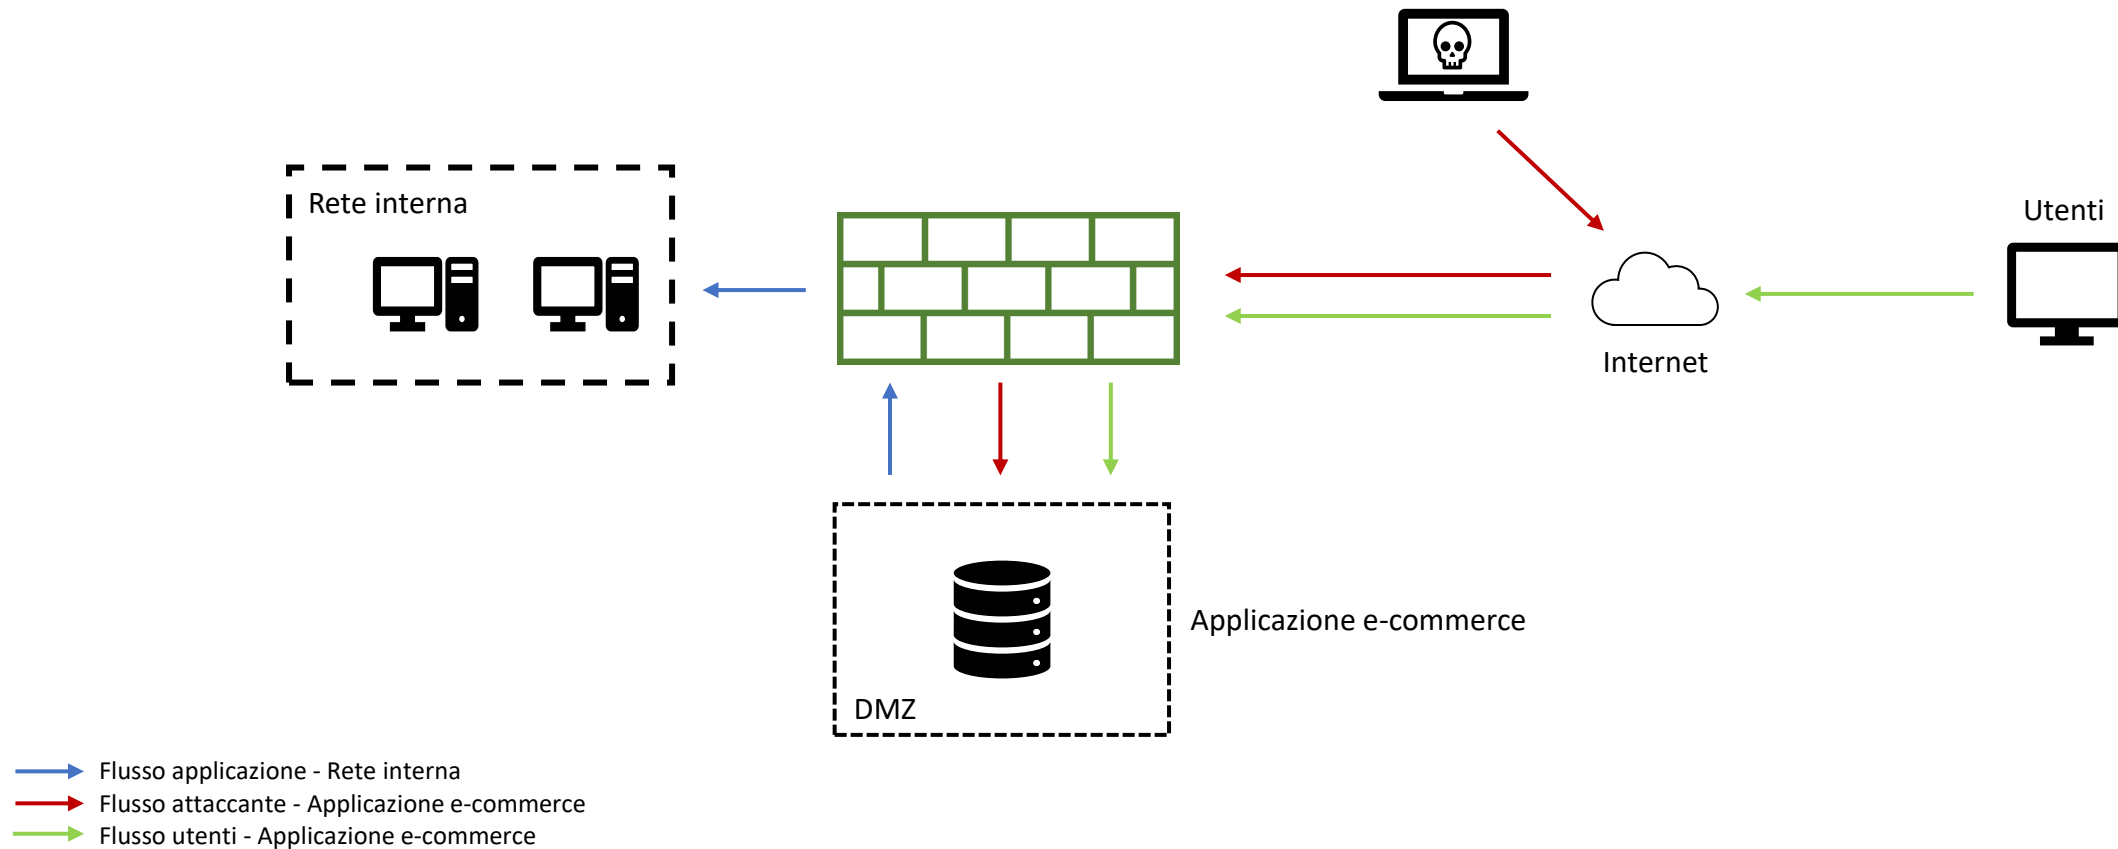 Utenti
Rete interna
Internet
Applicazione e-commerce
DMZ
Flusso applicazione - Rete interna
Flusso attaccante - Applicazione e-commerce
Flusso utenti - Applicazione e-commerce